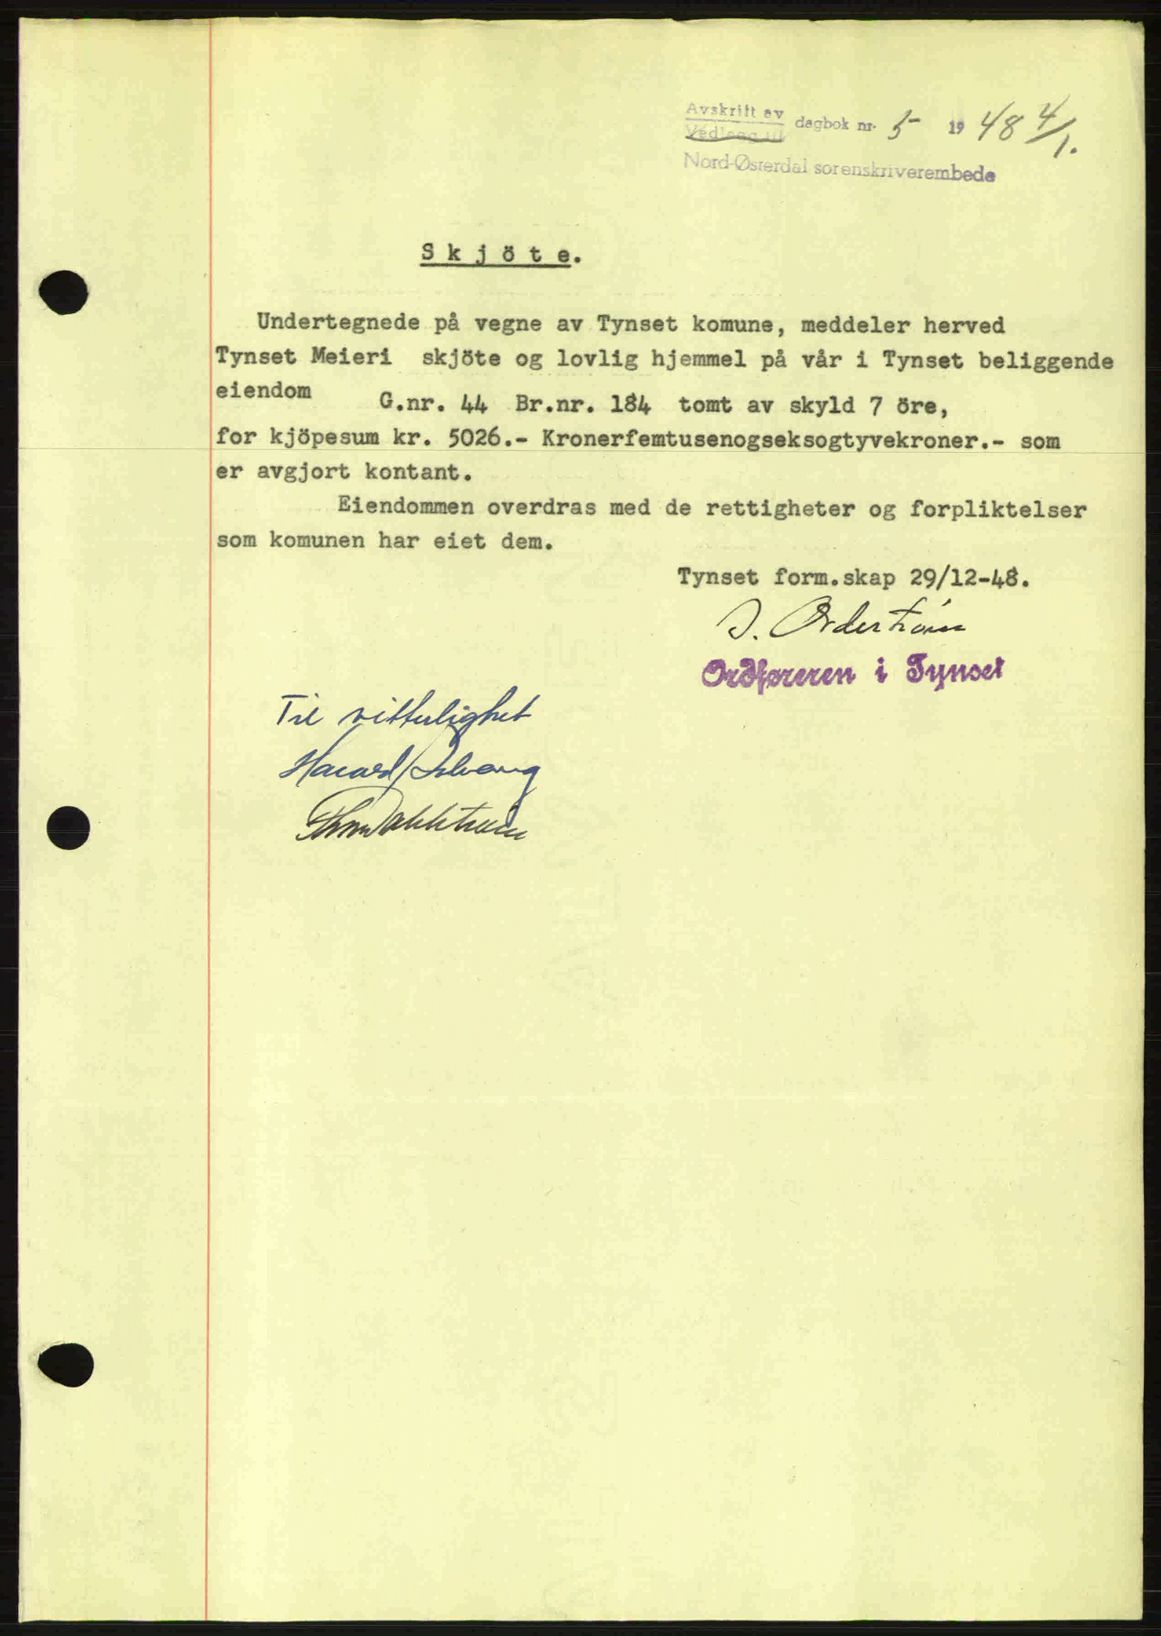 Avskrift av
Vedlegg til dagbok nr. 5 - 1948 4/1.
Nord-Østerdal sorenskriverembede
Skjöte.
Undertegnede på vegne av Tynset komune, meddeler herved
Tynset Meieri skjöte og lovlig hjemmel på vår i Tynset beliggende
eiendom G.nr. 44 Br.nr. 184 tomt av skyld 7 öre,
for kjöpesum kr. 5026.- Kronerfemtusenogseksogtyvekroner.- som
er avgjort kontant.
Eiendommen overdras med de rettigheter og forpliktelser
som komunen har eiet dem.
Tynset form.skap 29/12-48.
Ordføreren i Tynset
Til vitterlighet